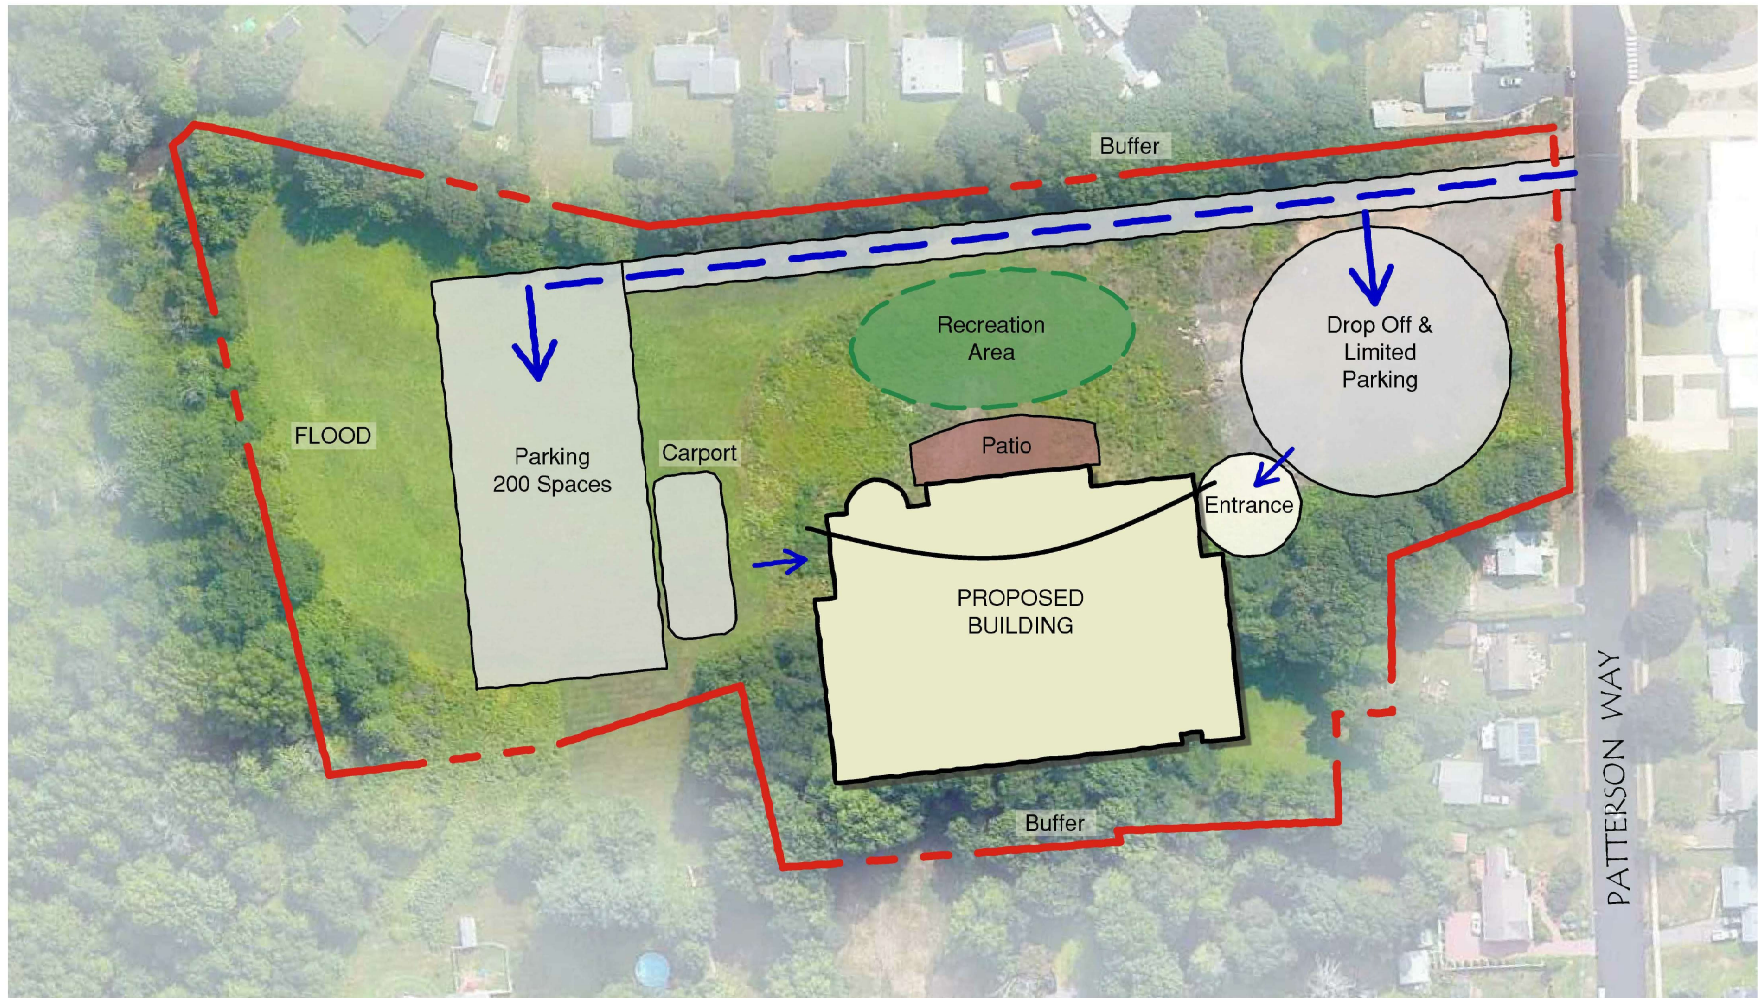 Buffer
Recreation
Area
Drop Off &
Limited
Parking
FLOOD
Parking
200 Spaces
Carport
Patio
Entrance
PROPOSED
BUILDING
Buffer
PATTERSON WAY